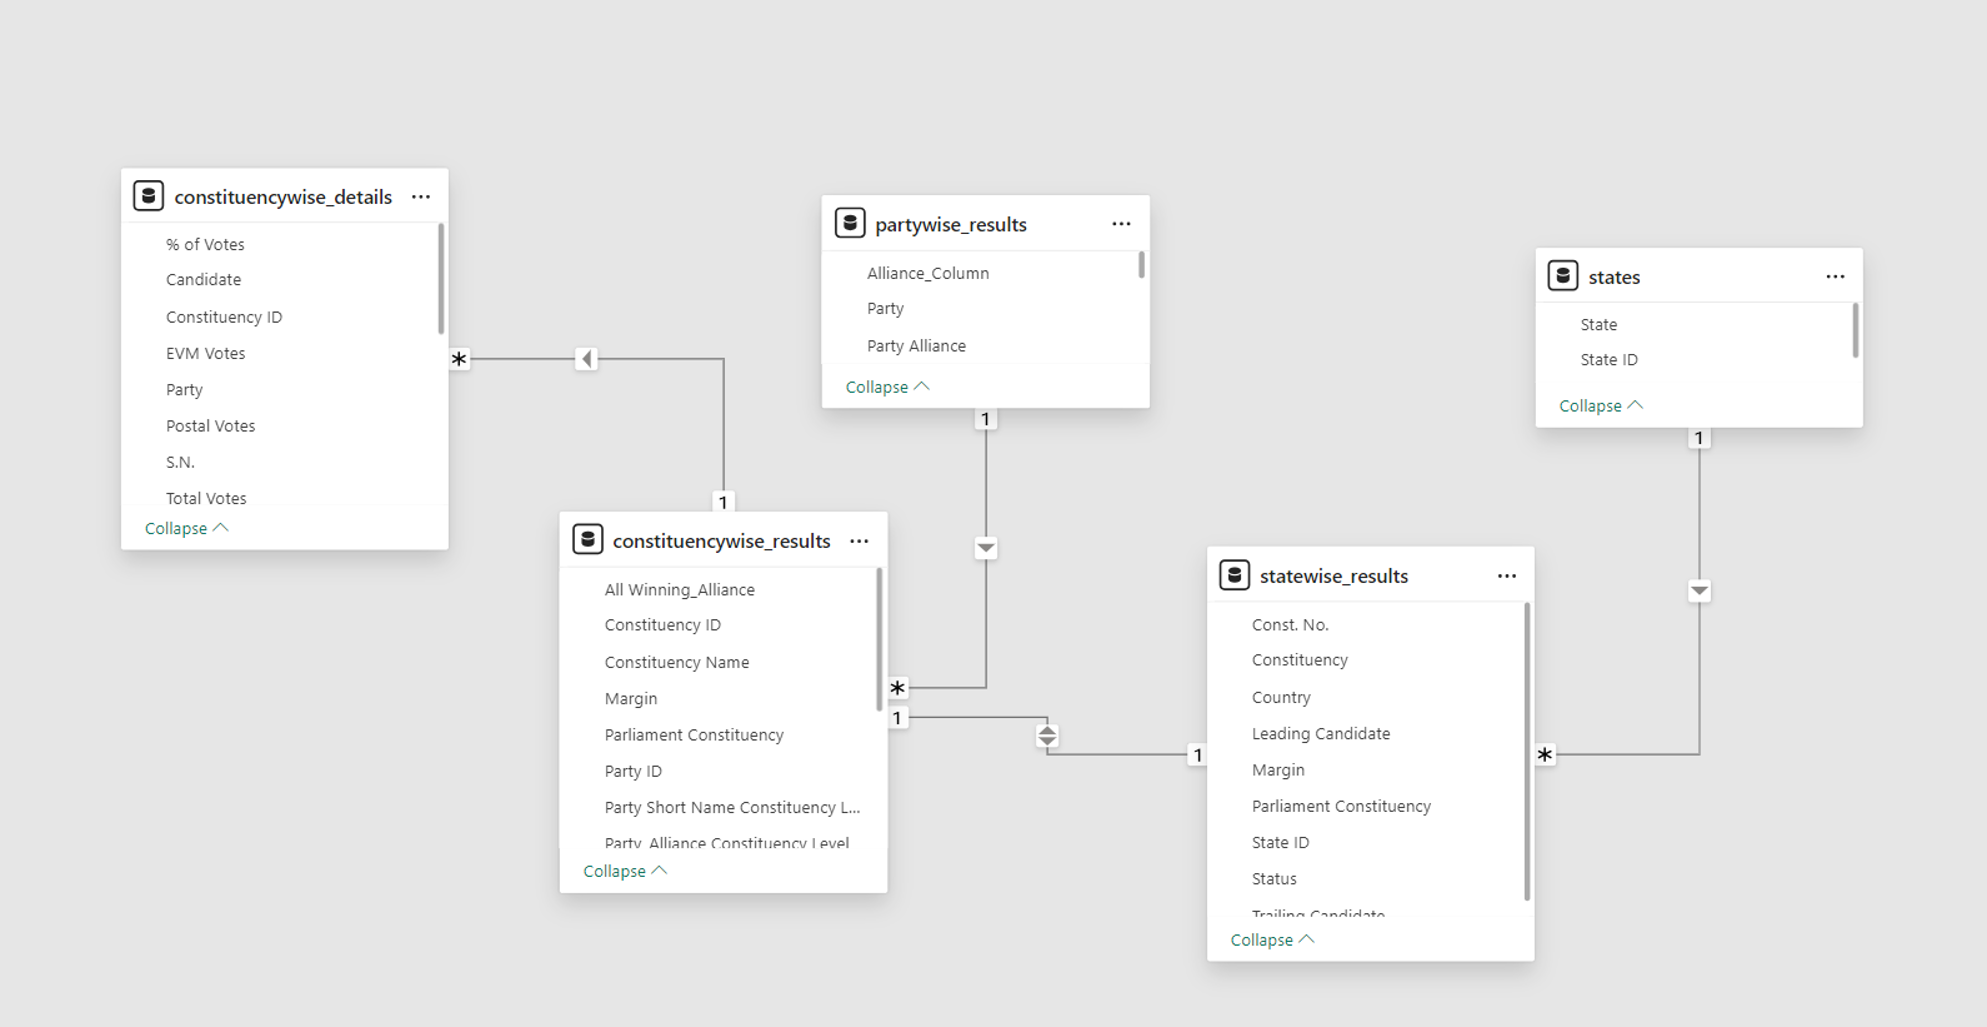 constituencywise_details
% of Votes
Candidate
Constituency ID
EVM Votes
Party
Postal Votes
S.N.
Total Votes
Collapse
partywise_results
Alliance_Column
Party
Party Alliance
Collapse
states
State
State ID
Collapse
*
1
1
1
constituencywise_results
All Winning_Alliance
Constituency ID
Constituency Name
Margin
Parliament Constituency
Party ID
Party Short Name Constituency L...
Party_Alliance Constituency Level
Collapse
*
1
1
*
statewise_results
Const. No.
Constituency
Country
Leading Candidate
Margin
Parliament Constituency
State ID
Status
Trailing Candidate
Collapse